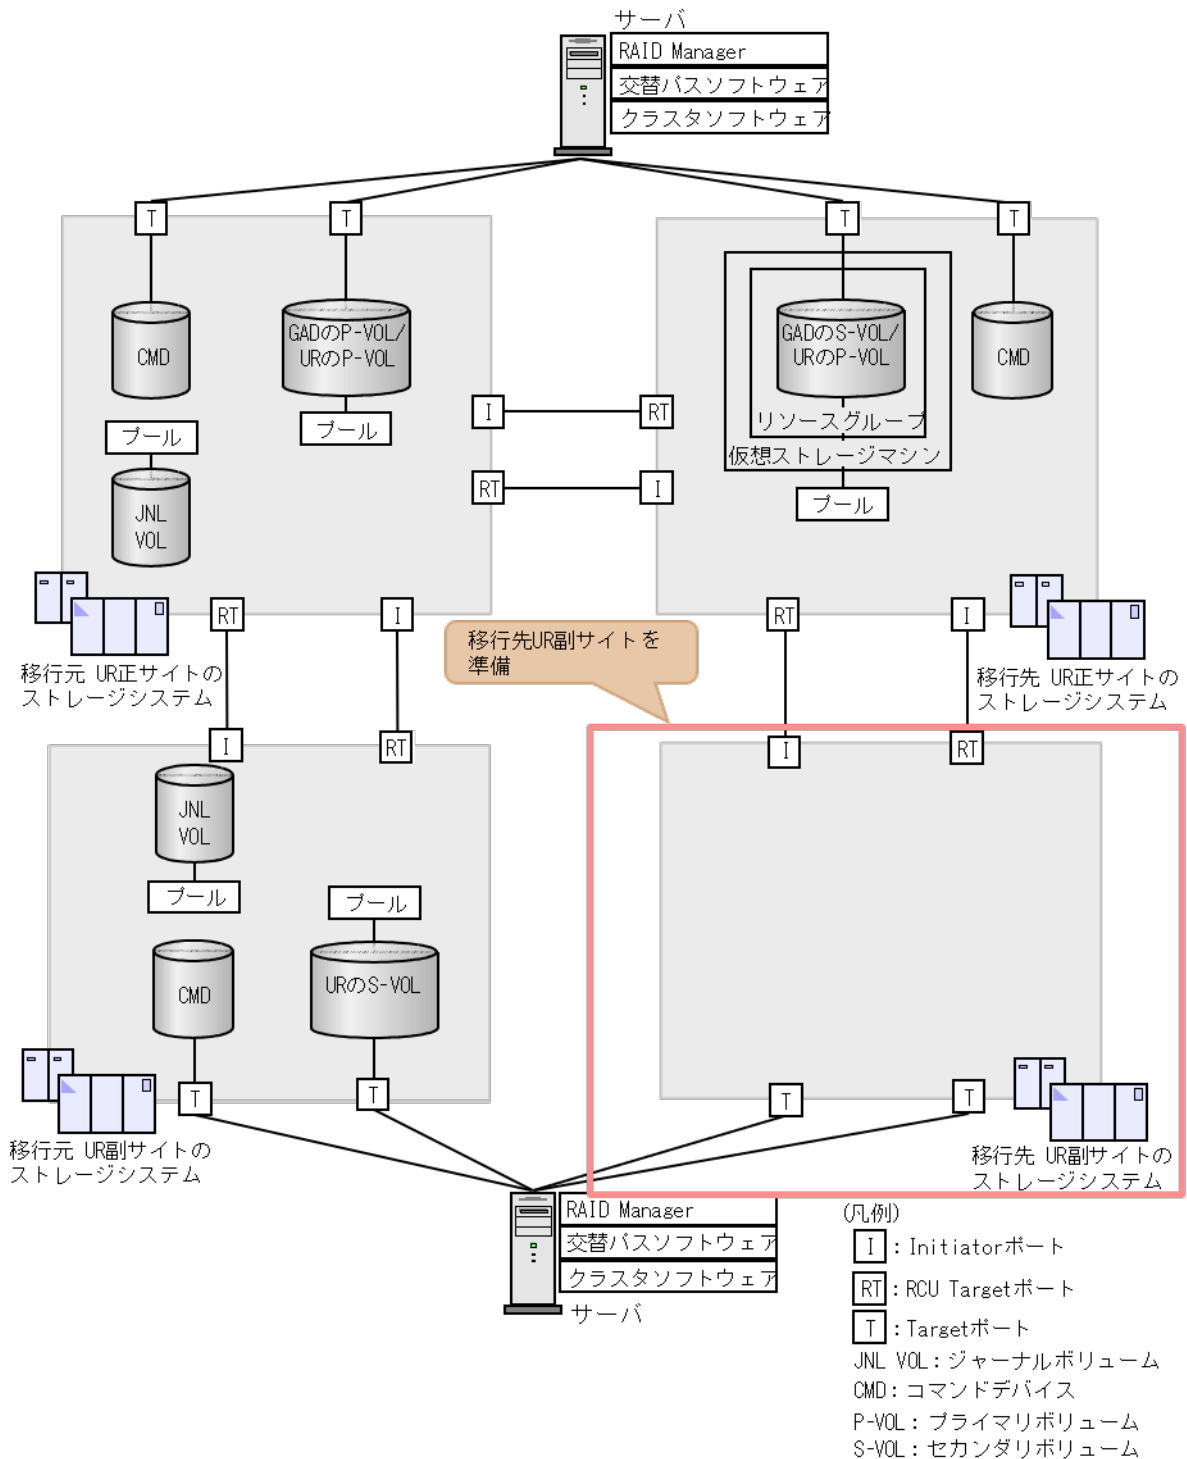 サーバ
RAID Manager
交替パスソフトウェア
クラスタソフトウェア
T
T
T
T
CMD
GADのP-VOL/
URのP-VOL
プール
プール
JNL
VOL
GADのS-VOL/
URのP-VOL
リソースグループ
仮想ストレージマシン
プール
CMD
I
RT
RT
I
RT
I
RT
I
移行元 UR正サイトの
ストレージシステム
移行先UR副サイトを
準備
移行先 UR正サイトの
ストレージシステム
I
RT
I
RT
JNL
VOL
プール
プール
CMD
URのS-VOL
T
T
T
T
移行元 UR副サイトの
ストレージシステム
移行先 UR副サイトの
ストレージシステム
RAID Manager
交替パスソフトウェア
クラスタソフトウェア
サーバ
(凡例)
I：Initiatorポート
RT：RCU Targetポート
T：Targetポート
JNL VOL：ジャーナルボリューム
CMD：コマンドデバイス
P-VOL：プライマリボリューム
S-VOL：セカンダリボリューム